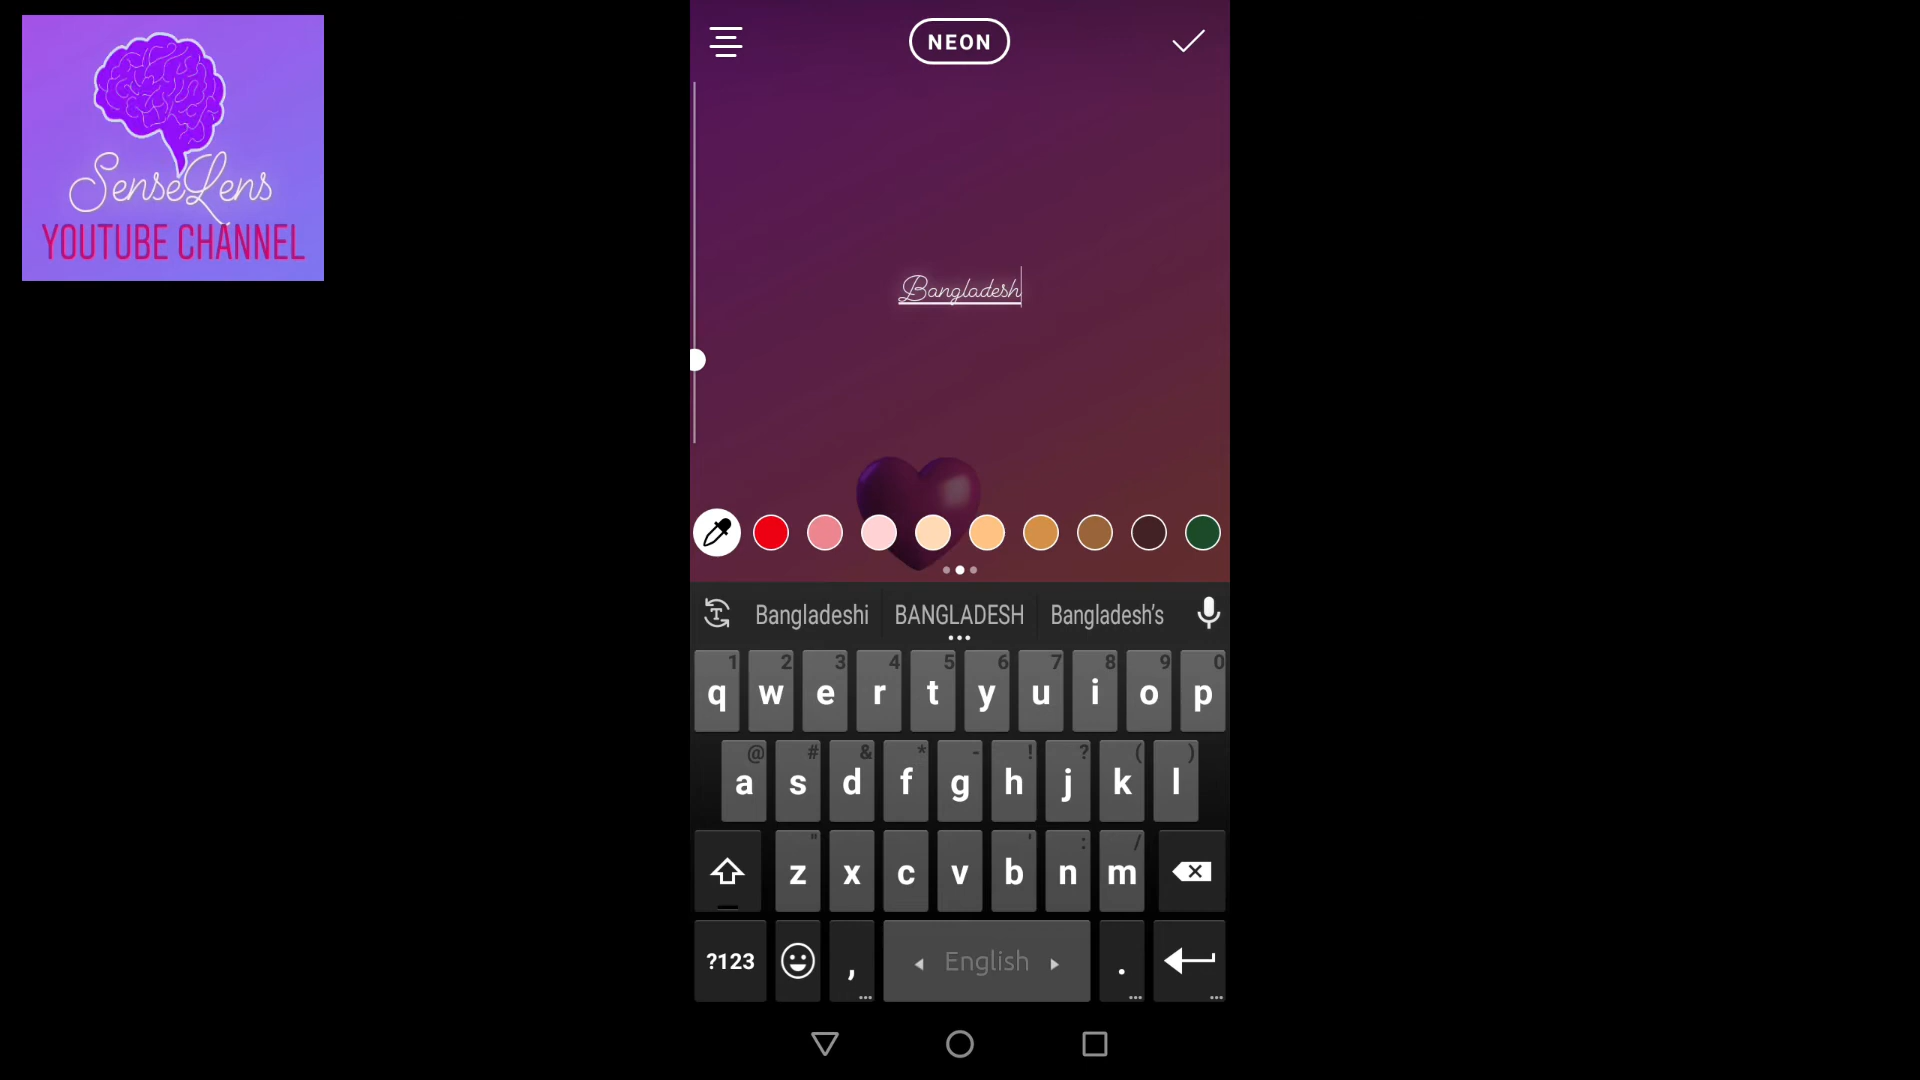 SenseLens
YOUTUBE CHANNEL
NEON
Bangladesh
Bangladeshi BANGLADESH Bangladesh's
1 2 3 4 5 6 7 8 9 0
q w e r t y u i o p
@ # & * - ! ? ( )
a s d f g h j k l
" ' : /
z x c v b n m
?123 , English .